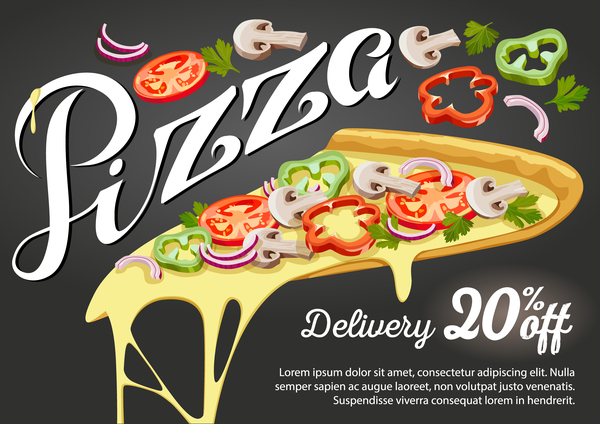 Pizza
Delivery 20% off
Lorem ipsum dolor sit amet, consectetur adipiscing elit. Nulla
semper sapien et augue laoreet, non volutpat justo venenatis.
Suspendisse viverra consequat lorem in hendrerit.